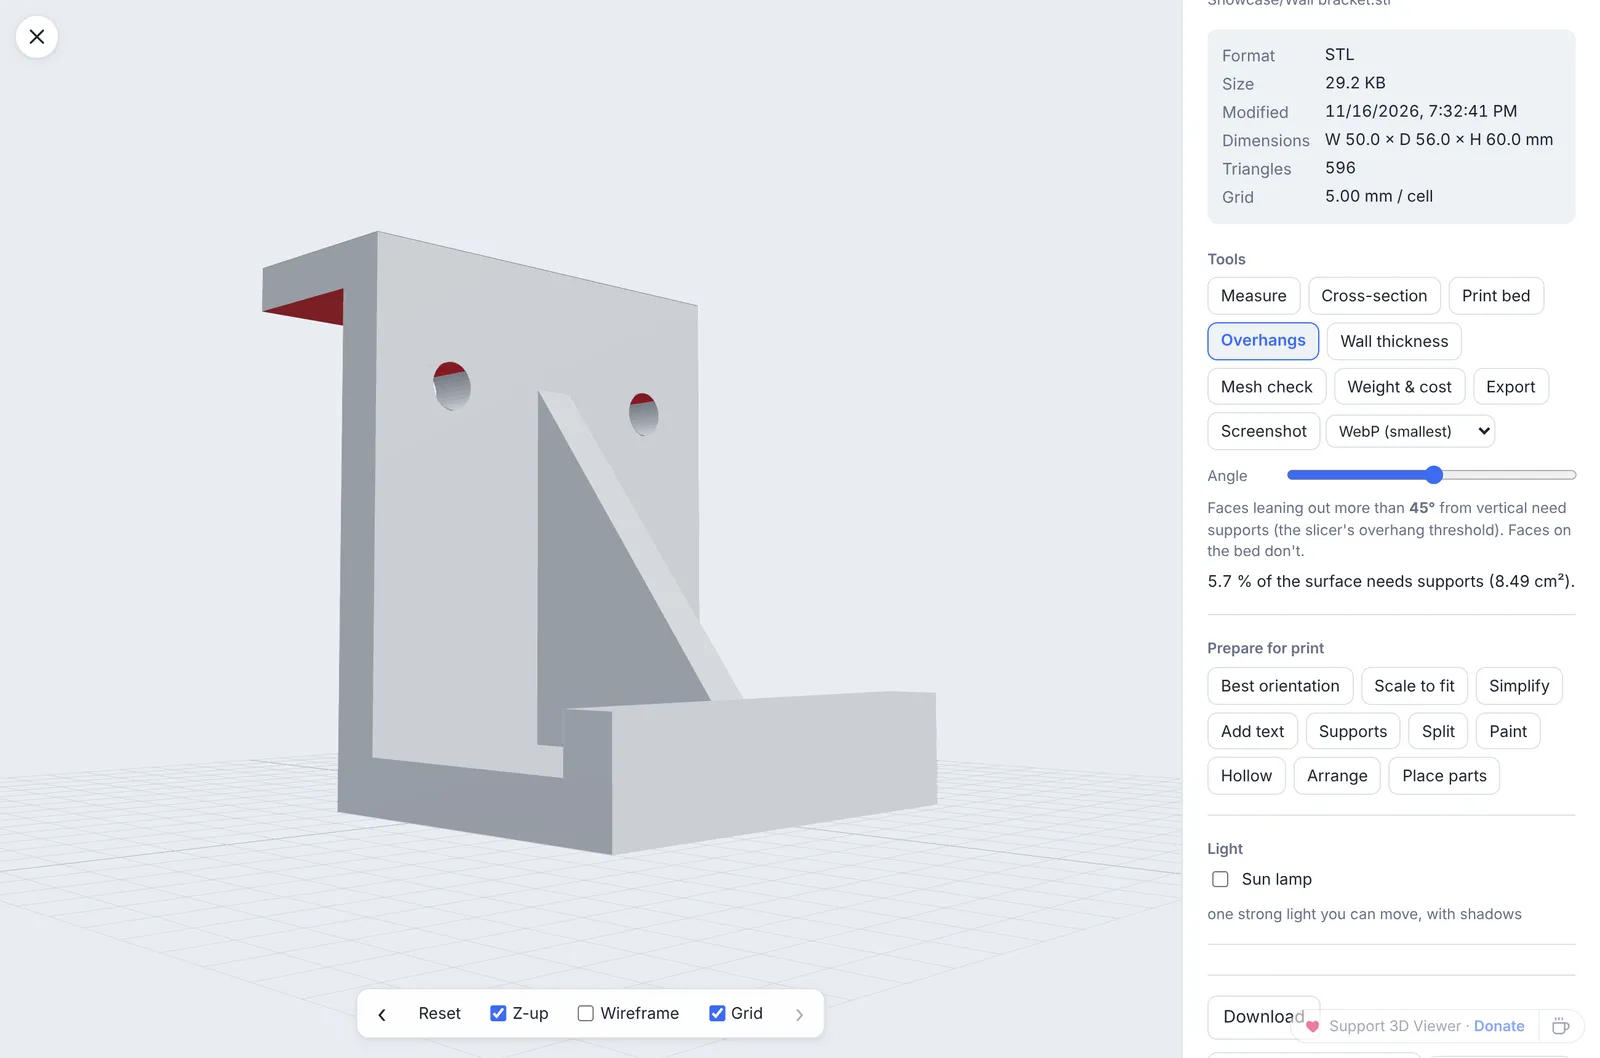 Showcase/Wall bracket.stl
Format STL
Size 29.2 KB
Modified 11/16/2026, 7:32:41 PM
Dimensions W 50.0 × D 56.0 × H 60.0 mm
Triangles 596
Grid 5.00 mm / cell
Tools
Measure Cross-section Print bed
Overhangs Wall thickness
Mesh check Weight & cost Export
Screenshot WebP (smallest)
Angle
Faces leaning out more than 45° from vertical need
supports (the slicer's overhang threshold). Faces on
the bed don't.
5.7 % of the surface needs supports (8.49 cm²).
Prepare for print
Best orientation Scale to fit Simplify
Add text Supports Split Paint
Hollow Arrange Place parts
Light
Sun lamp
one strong light you can move, with shadows
Reset Z-up Wireframe Grid
Download
Support 3D Viewer · Donate